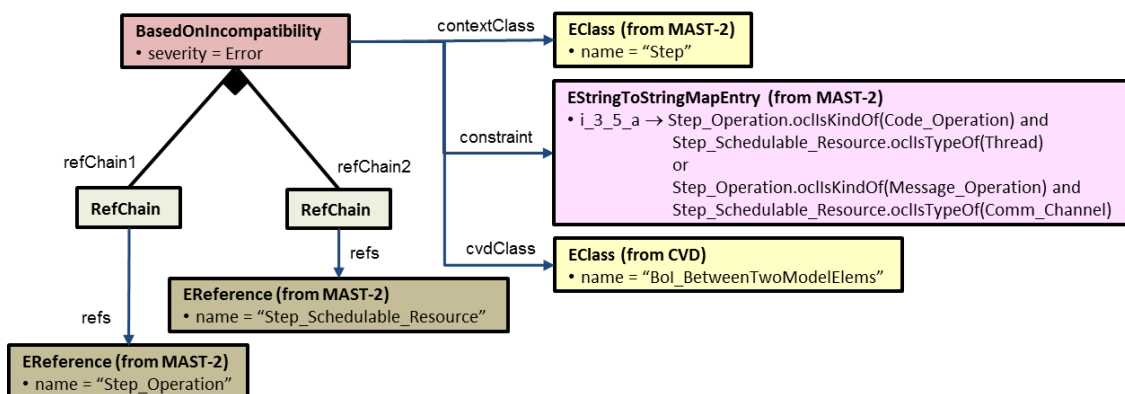 BasedOnIncompatibility
• severity = Error
contextClass
EClass (from MAST-2)
• name = “Step”
EStringToStringMapEntry (from MAST-2)
• i_3_5_a → Step_Operation.oclIsKindOf(Code_Operation) and
Step_Schedulable_Resource.oclIsTypeOf(Thread)
or
Step_Operation.oclIsKindOf(Message_Operation) and
Step_Schedulable_Resource.oclIsTypeOf(Comm_Channel)
constraint
refChain1
refChain2
RefChain
RefChain
cvdClass
EClass (from CVD)
• name = “BoI_BetweenTwoModelElems”
refs
EReference (from MAST-2)
• name = “Step_Schedulable_Resource”
refs
EReference (from MAST-2)
• name = “Step_Operation”